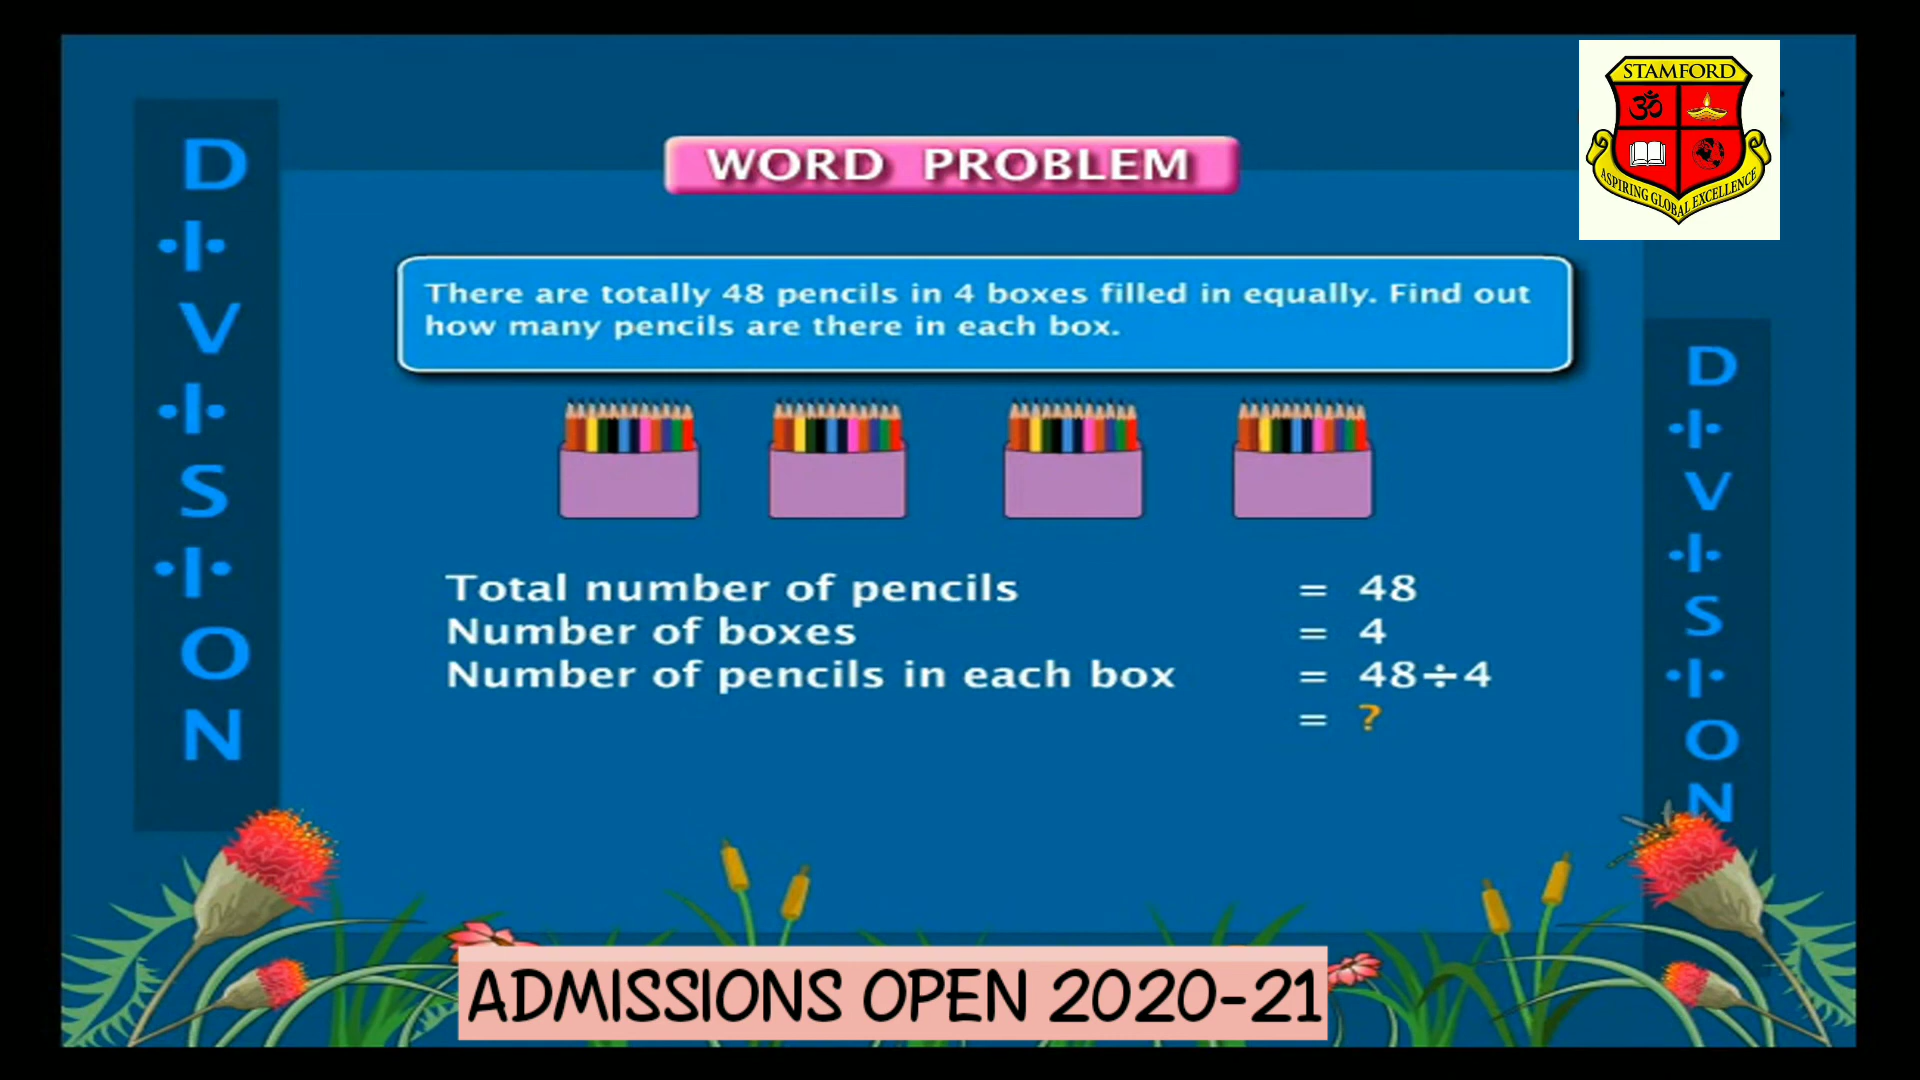 STAMFORD
ASPIRING GLOBAL EXCELLENCE
ॐ
WORD PROBLEM
D
÷
V
÷
S
÷
O
N
There are totally 48 pencils in 4 boxes filled in equally. Find out
how many pencils are there in each box.
Total number of pencils = 48
Number of boxes = 4
Number of pencils in each box = 48÷4
= ?
D
÷
V
÷
S
÷
O
N
ADMISSIONS OPEN 2020-21